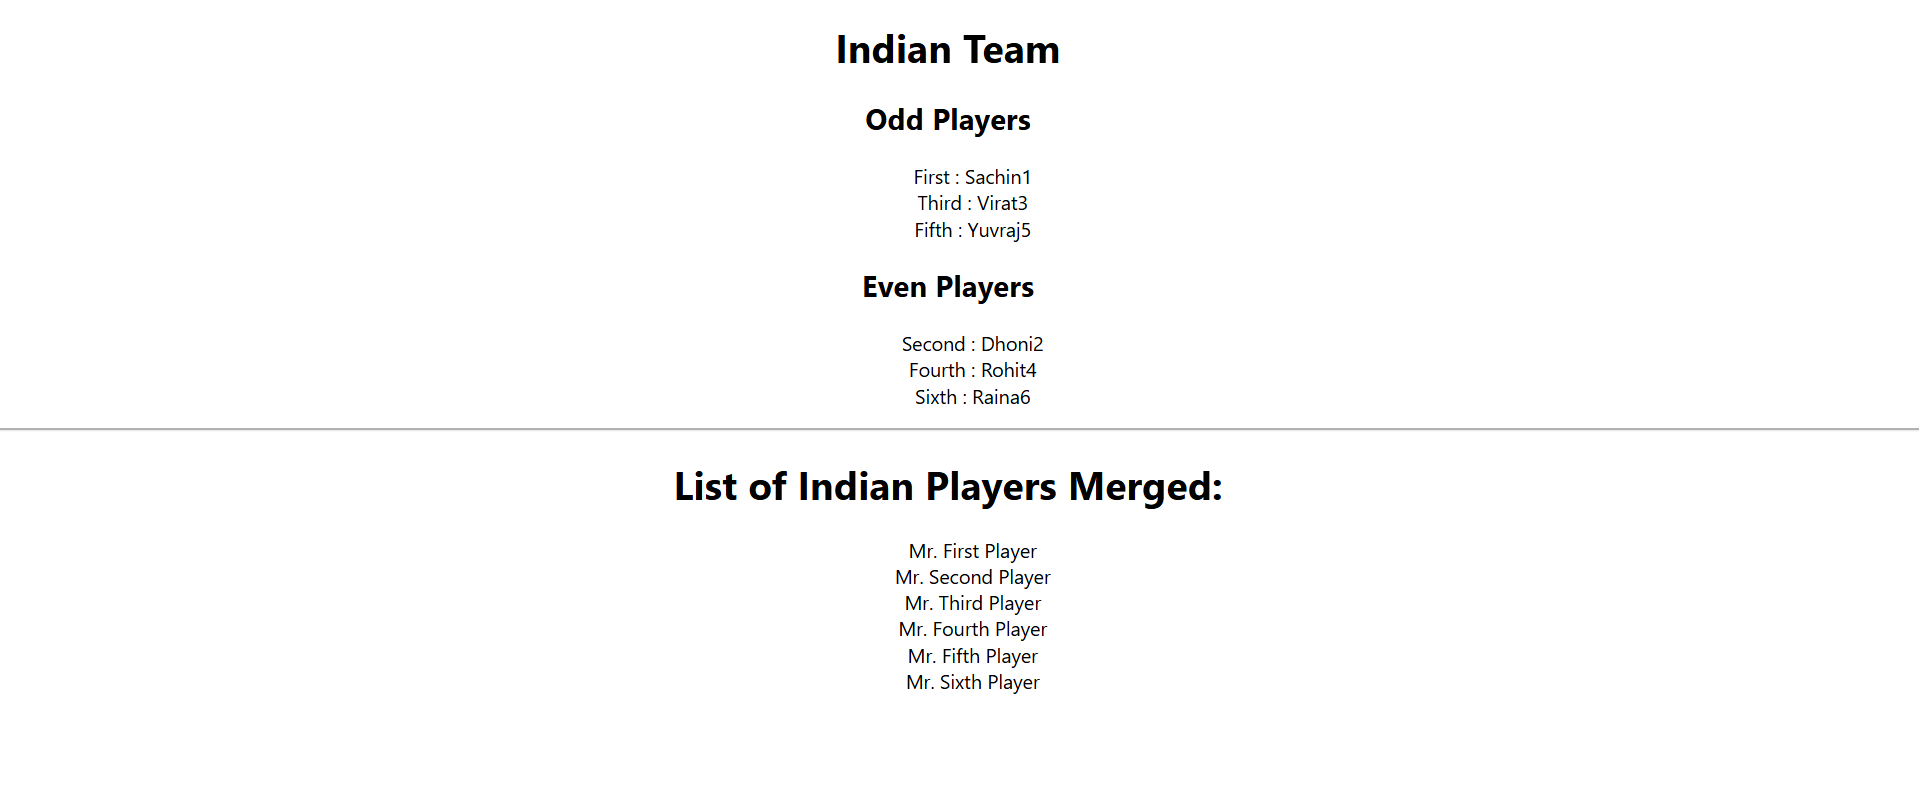 Indian Team
Odd Players
First : Sachin1
Third : Virat3
Fifth : Yuvraj5
Even Players
Second : Dhoni2
Fourth : Rohit4
Sixth : Raina6
List of Indian Players Merged:
Mr. First Player
Mr. Second Player
Mr. Third Player
Mr. Fourth Player
Mr. Fifth Player
Mr. Sixth Player